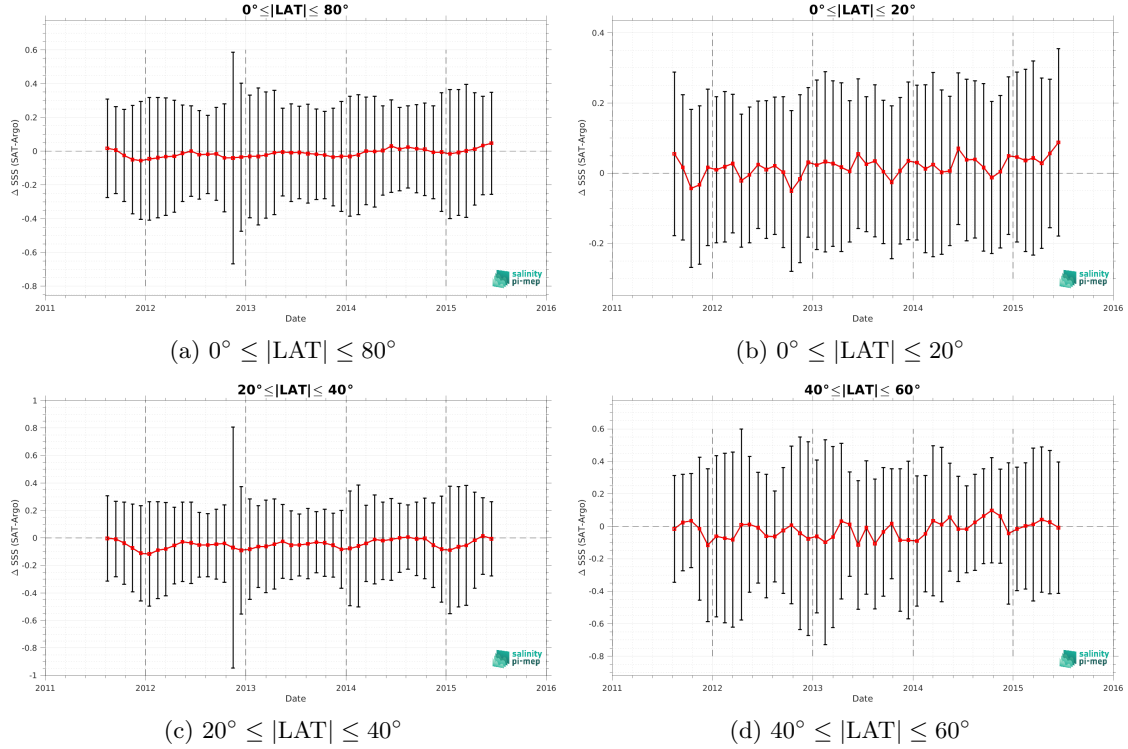 0°≤|LAT|≤ 80°
Δ SSS (SAT-Argo)
0.6
0.4
0.2
0
-0.2
-0.4
-0.6
-0.8
2011
2012
2013
2014
2015
2016
Date
salinity
pi-mep
(a) 0° ≤ |LAT| ≤ 80°
0°≤|LAT|≤ 20°
Δ SSS (SAT-Argo)
0.4
0.2
0
-0.2
2011
2012
2013
2014
2015
2016
Date
salinity
pi-mep
(b) 0° ≤ |LAT| ≤ 20°
20°≤|LAT|≤ 40°
Δ SSS (SAT-Argo)
1
0.8
0.6
0.4
0.2
0
-0.2
-0.4
-0.6
-0.8
-1
2011
2012
2013
2014
2015
2016
Date
salinity
pi-mep
(c) 20° ≤ |LAT| ≤ 40°
40°≤|LAT|≤ 60°
Δ SSS (SAT-Argo)
0.6
0.4
0.2
0
-0.2
-0.4
-0.6
-0.8
2011
2012
2013
2014
2015
2016
Date
salinity
pi-mep
(d) 40° ≤ |LAT| ≤ 60°